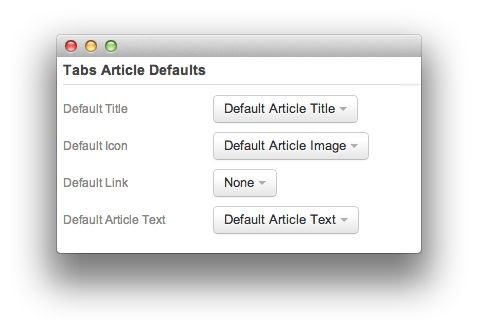 Tabs Article Defaults
Default Title Default Article Title
Default Icon Default Article Image
Default Link None
Default Article Text Default Article Text